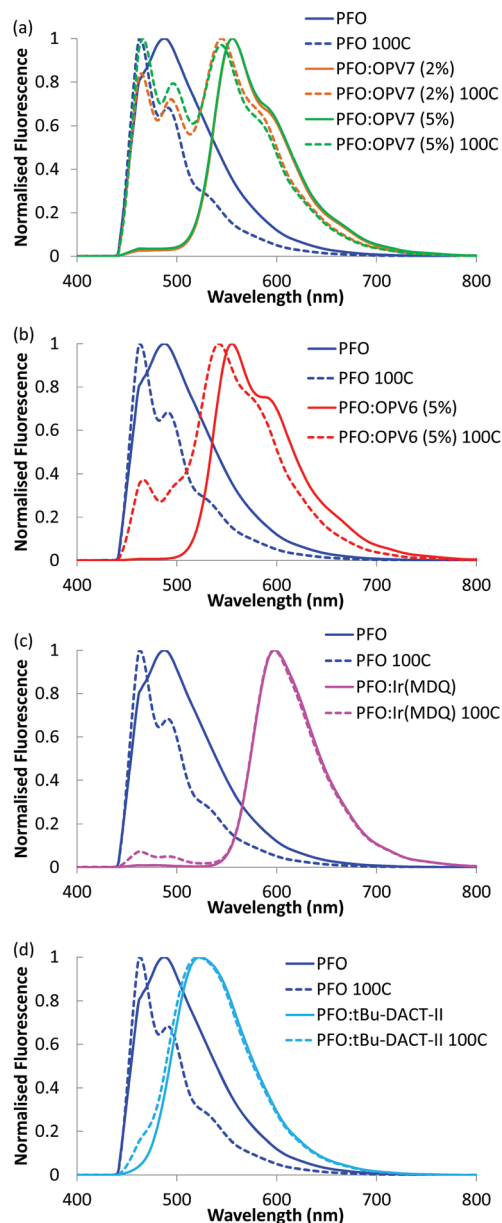 (a)
PFO
PFO 100C
PFO:OPV7 (2%)
PFO:OPV7 (2%) 100C
PFO:OPV7 (5%)
PFO:OPV7 (5%) 100C
Normalised Fluorescence
1
0.8
0.6
0.4
0.2
0
400 500 600 700 800
Wavelength (nm)
(b)
PFO
PFO 100C
PFO:OPV6 (5%)
PFO:OPV6 (5%) 100C
Normalised Fluorescence
1
0.8
0.6
0.4
0.2
0
400 500 600 700 800
Wavelength (nm)
(c)
PFO
PFO 100C
PFO:Ir(MDQ)
PFO:Ir(MDQ) 100C
Normalised Fluorescence
1
0.8
0.6
0.4
0.2
0
400 500 600 700 800
Wavelength (nm)
(d)
PFO
PFO 100C
PFO:tBu-DACT-II
PFO:tBu-DACT-II 100C
Normalised Fluorescence
1
0.8
0.6
0.4
0.2
0
400 500 600 700 800
Wavelength (nm)